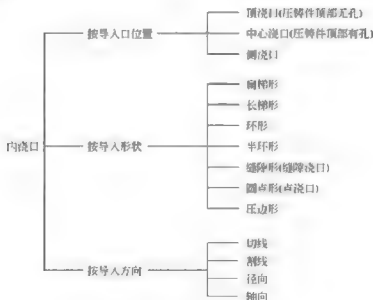 顶浇口(压铸件顶部无孔)
按导入口位置
中心浇口(压铸件顶部有孔)
侧浇口
扁梯形
长梯形
环形
内浇口
按导入形状
半环形
缝隙形(缝隙浇口)
圆点形(点浇口)
压边形
切线
割线
按导入方向
径向
轴向